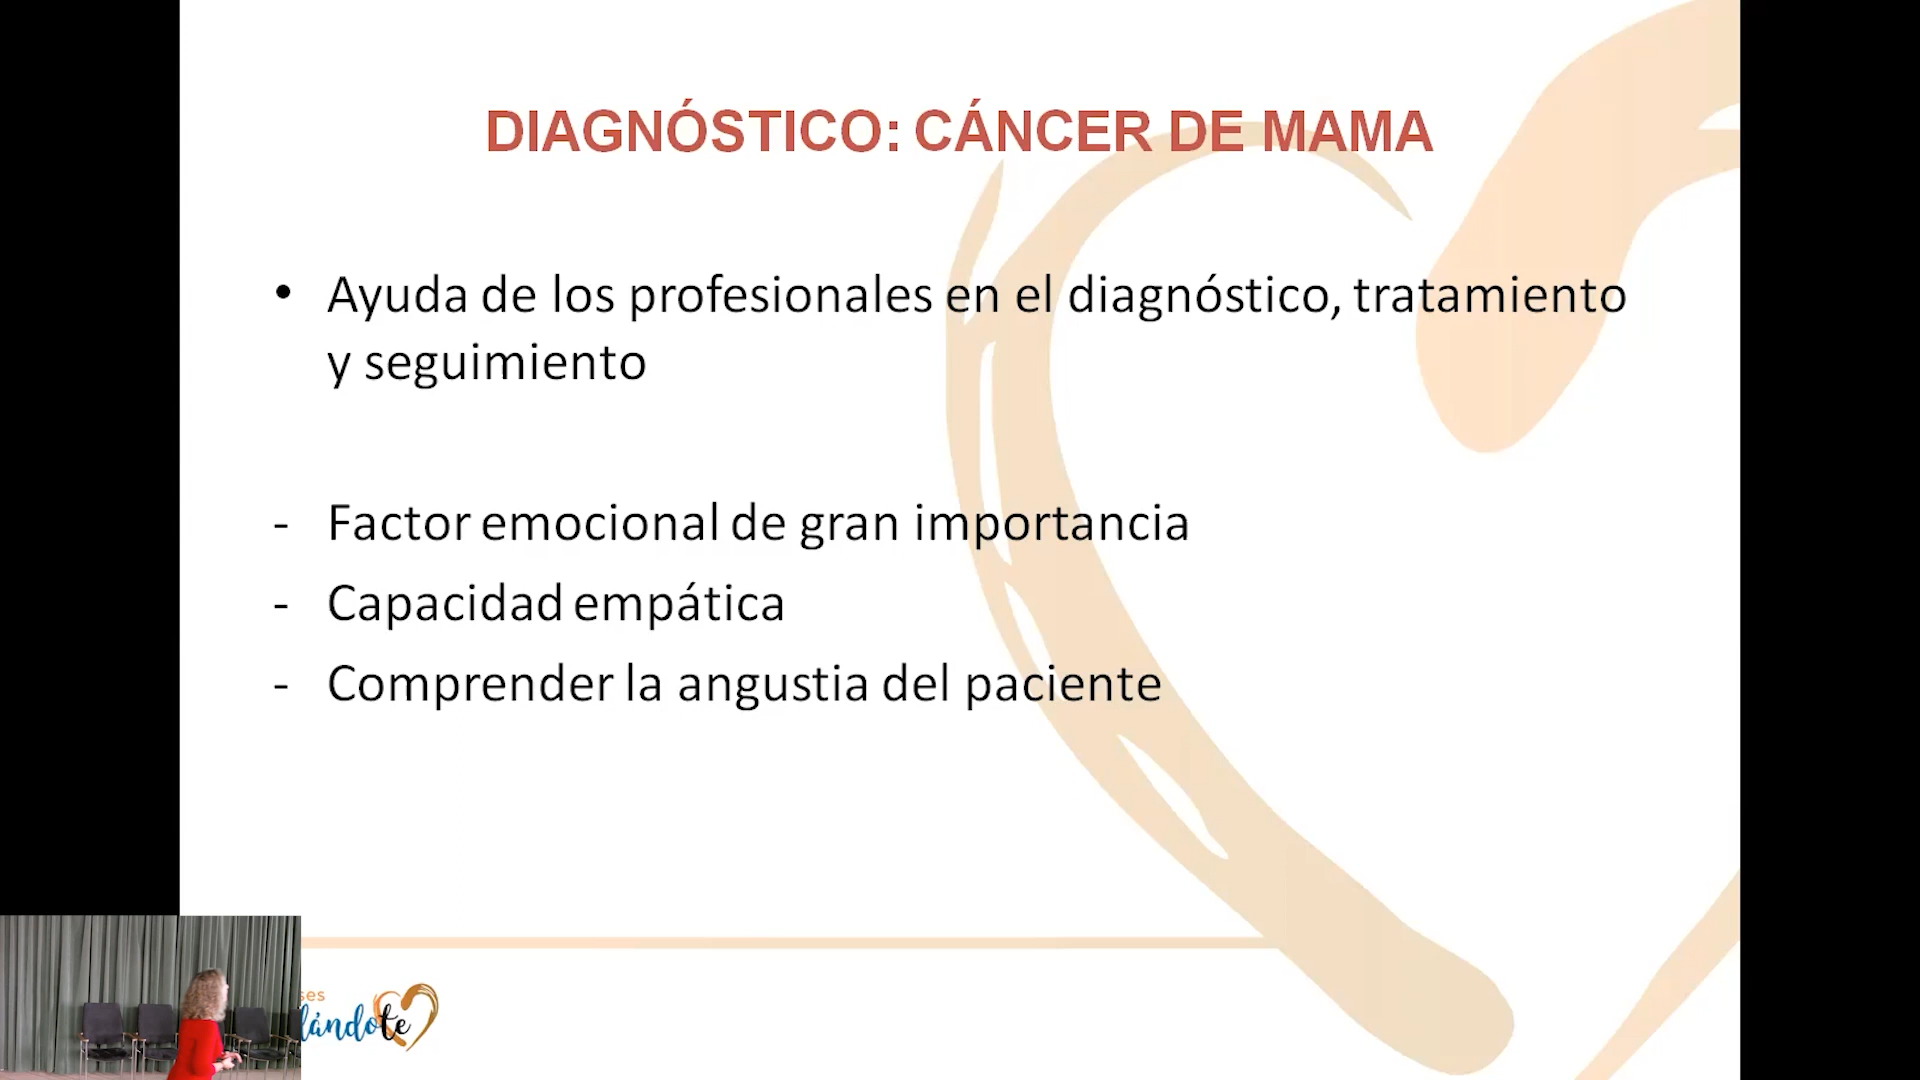 DIAGNÓSTICO: CÁNCER DE MAMA
• Ayuda de los profesionales en el diagnóstico, tratamiento
y seguimiento
- Factor emocional de gran importancia
- Capacidad empática
- Comprender la angustia del paciente